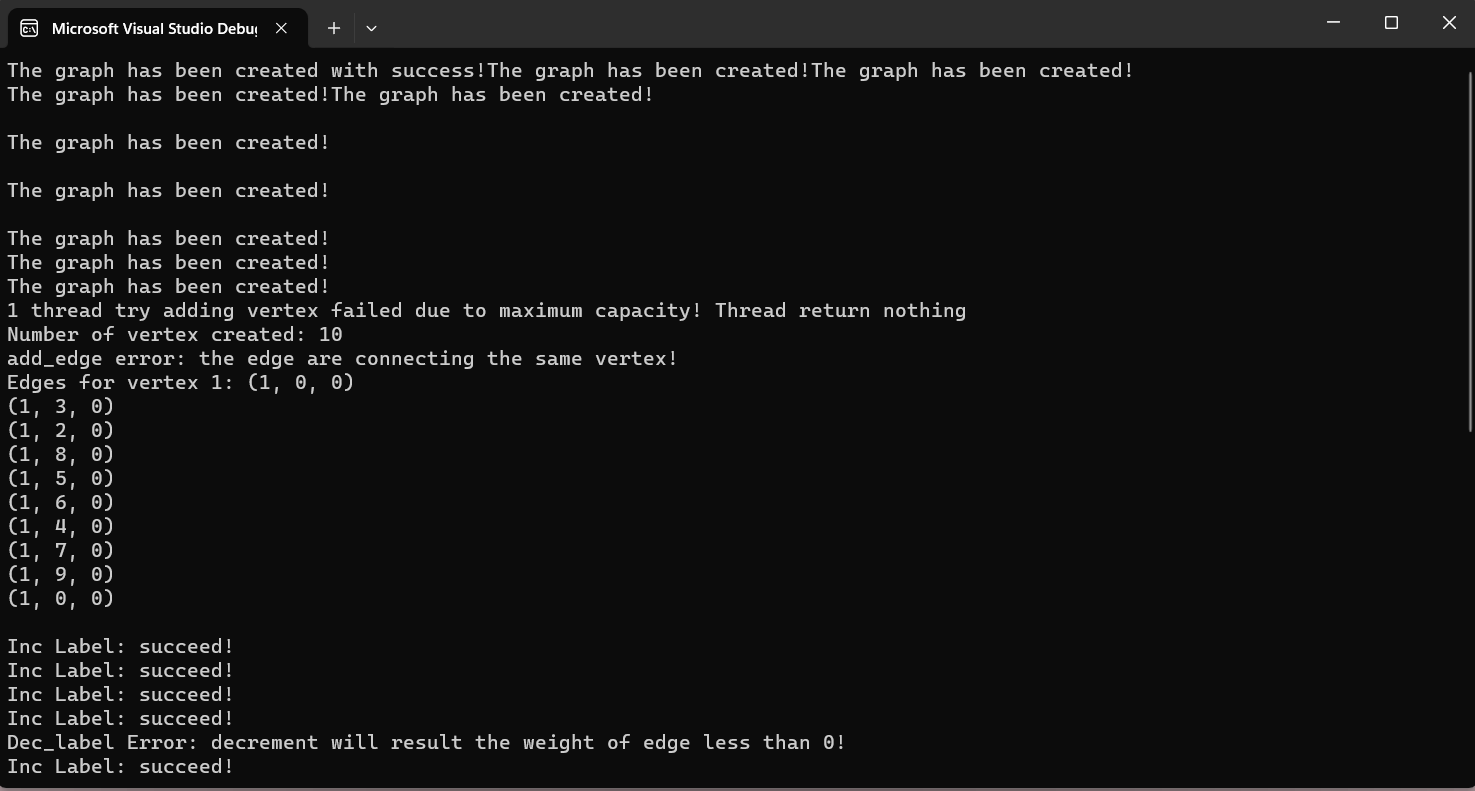 Microsoft Visual Studio Debug
The graph has been created with success!The graph has been created!The graph has been created!
The graph has been created!The graph has been created!
The graph has been created!
The graph has been created!
The graph has been created!
The graph has been created!
The graph has been created!
1 thread try adding vertex failed due to maximum capacity! Thread return nothing
Number of vertex created: 10
add_edge error: the edge are connecting the same vertex!
Edges for vertex 1: (1, 0, 0)
(1, 3, 0)
(1, 2, 0)
(1, 8, 0)
(1, 5, 0)
(1, 6, 0)
(1, 4, 0)
(1, 7, 0)
(1, 9, 0)
(1, 0, 0)
Inc Label: succeed!
Inc Label: succeed!
Inc Label: succeed!
Inc Label: succeed!
Dec_label Error: decrement will result the weight of edge less than 0!
Inc Label: succeed!